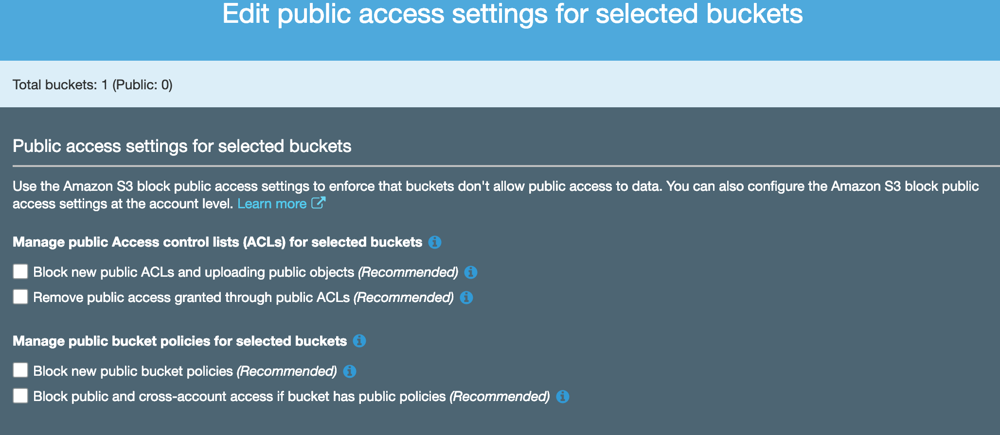 Edit public access settings for selected buckets
Total buckets: 1 (Public: 0)
Public access settings for selected buckets
Use the Amazon S3 block public access settings to enforce that buckets don't allow public access to data. You can also configure the Amazon S3 block public
access settings at the account level. Learn more
Manage public Access control lists (ACLs) for selected buckets
Block new public ACLs and uploading public objects (Recommended)
Remove public access granted through public ACLs (Recommended)
Manage public bucket policies for selected buckets
Block new public bucket policies (Recommended)
Block public and cross-account access if bucket has public policies (Recommended)